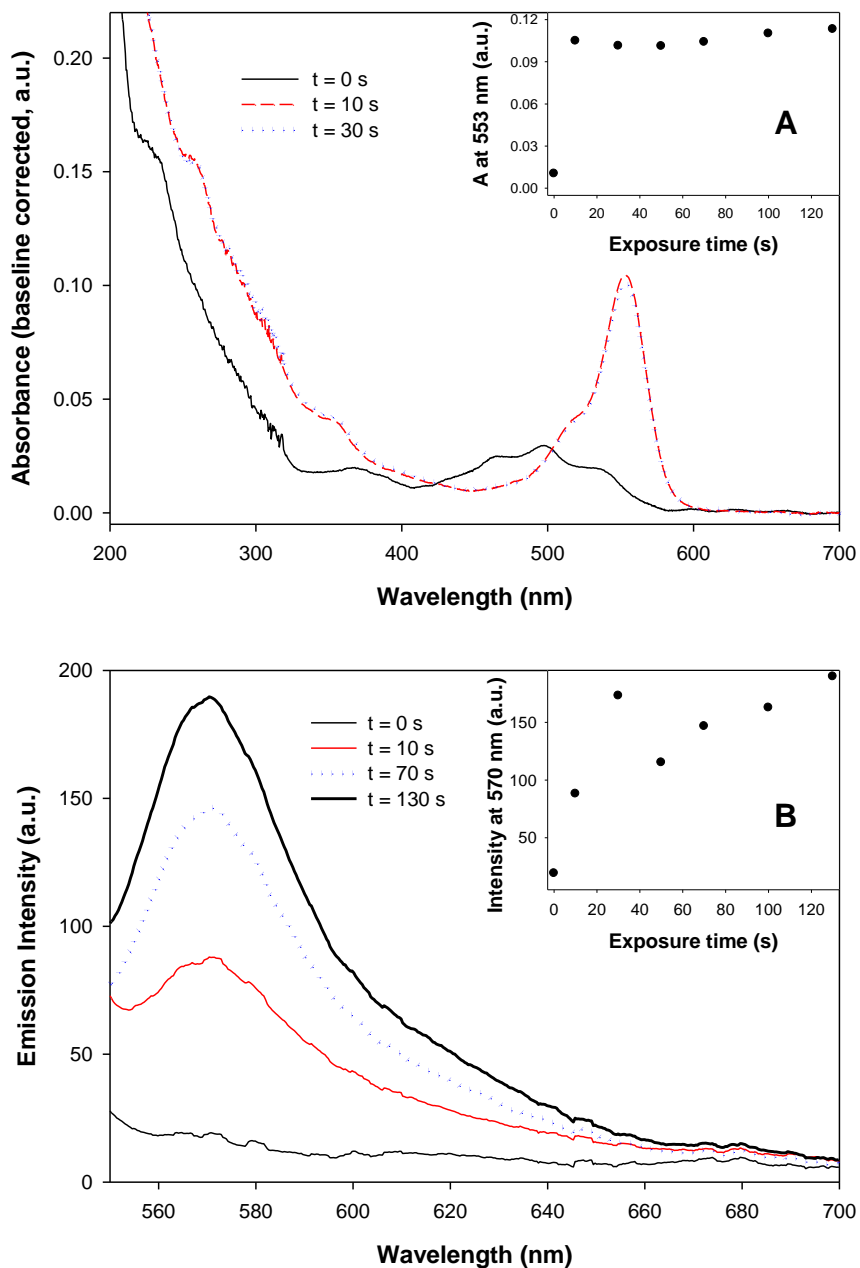 Absorbance (baseline corrected, a.u.)
0.20
0.15
0.10
0.05
0.00
200 300 400 500 600 700
Wavelength (nm)
t = 0 s
t = 10 s
t = 30 s
A at 553 nm (a.u.)
0.12
0.09
0.06
0.03
0.00
0 20 40 60 80 100 120
Exposure time (s)
A
Emission Intensity (a.u.)
200
150
100
50
0
560 580 600 620 640 660 680 700
Wavelength (nm)
t = 0 s
t = 10 s
t = 70 s
t = 130 s
Intensity at 570 nm (a.u.)
150
100
50
0 20 40 60 80 100 120
Exposure time (s)
B